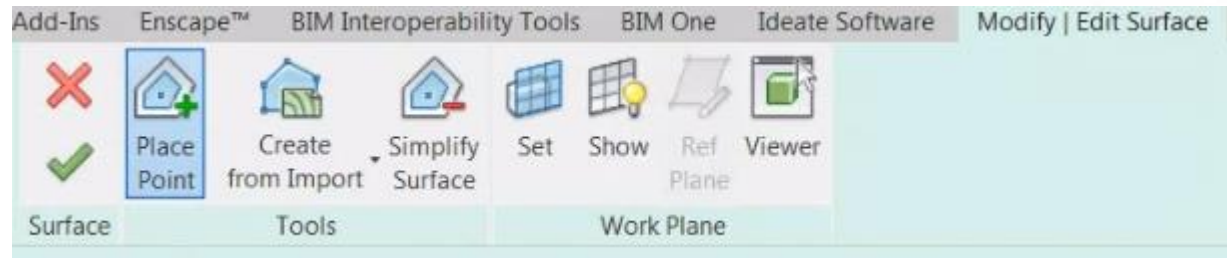 Add-Ins Enscape™ BIM Interoperability Tools BIM One Ideate Software Modify | Edit Surface
Place Point
Create from Import
Simplify Surface
Set
Show
Ref Plane
Viewer
Surface Tools Work Plane